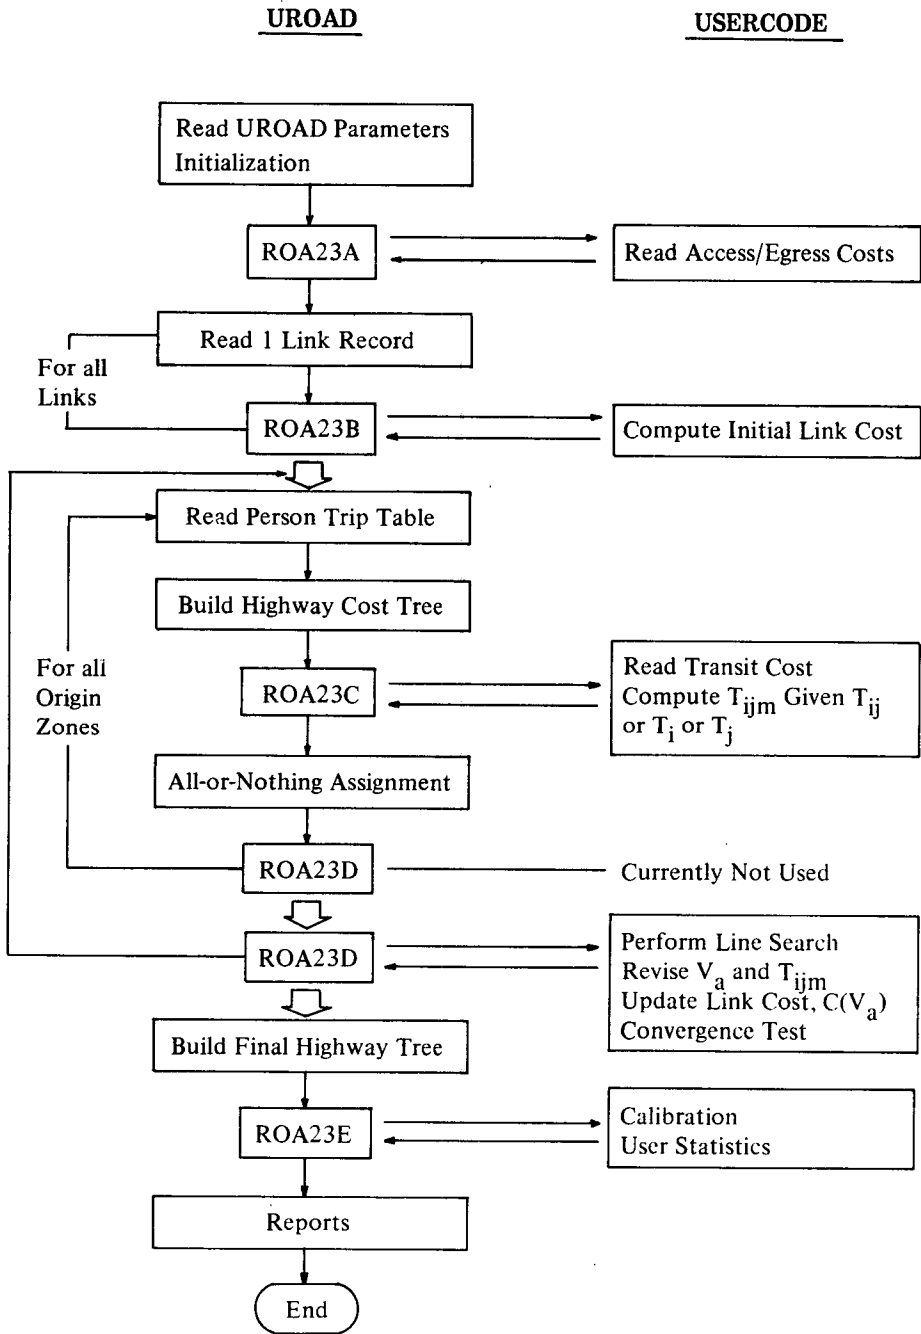 UROAD
USERCODE
Read UROAD Parameters
Initialization
ROA23A
Read Access/Egress Costs
Read 1 Link Record
For all
Links
ROA23B
Compute Initial Link Cost
Read Person Trip Table
Build Highway Cost Tree
For all
Origin
Zones
ROA23C
Read Transit Cost
Compute T_ijm Given T_ij
or T_i or T_j
All-or-Nothing Assignment
ROA23D
Currently Not Used
ROA23D
Perform Line Search
Revise V_a and T_ijm
Update Link Cost, C(V_a)
Convergence Test
Build Final Highway Tree
ROA23E
Calibration
User Statistics
Reports
End